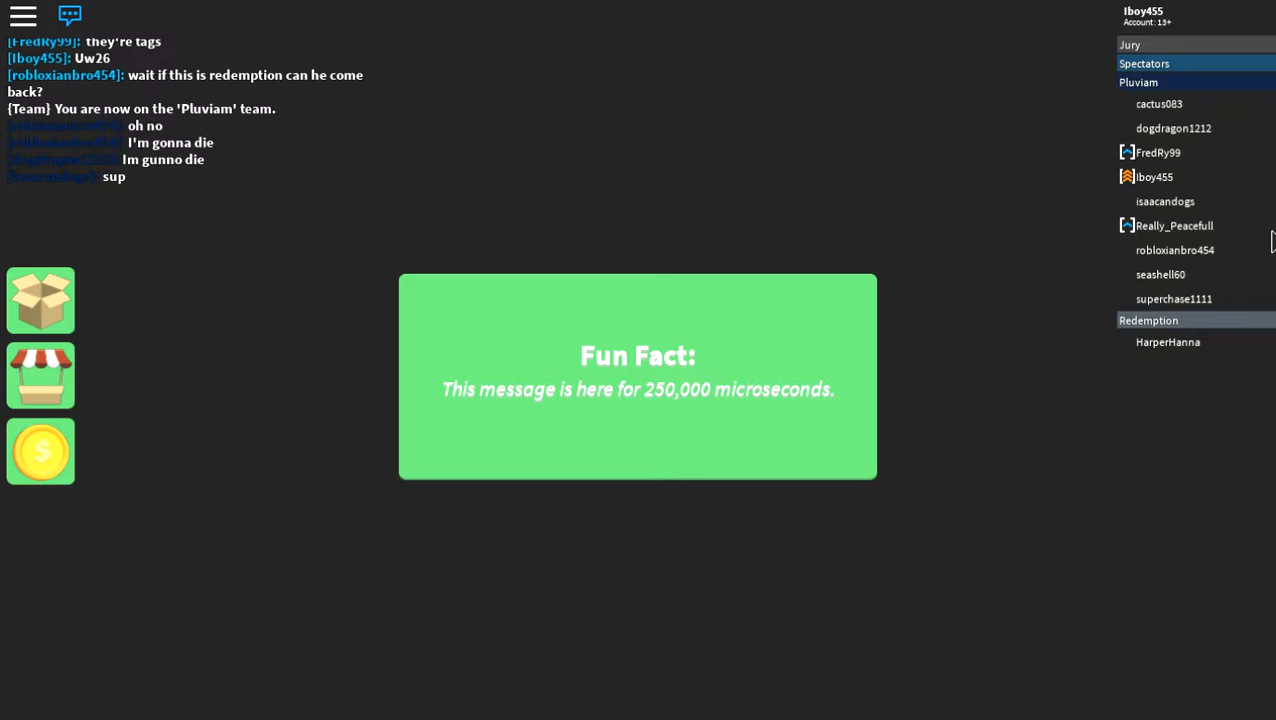 [FredRy99]: they're tags
[Iboy455]: Uw26
[robloxianbro454]: wait if this is redemption can he come
back?
{Team} You are now on the 'Pluviam' team.
oh no
I'm gonna die
Im gunno die
sup
Fun Fact:
This message is here for 250,000 microseconds.
Iboy455
Account: 13+
Jury
Spectators
Pluviam
cactus083
dogdragon1212
FredRy99
Iboy455
isaacandogs
Really_Peacefull
robloxianbro454
seashell60
superchase1111
Redemption
HarperHanna